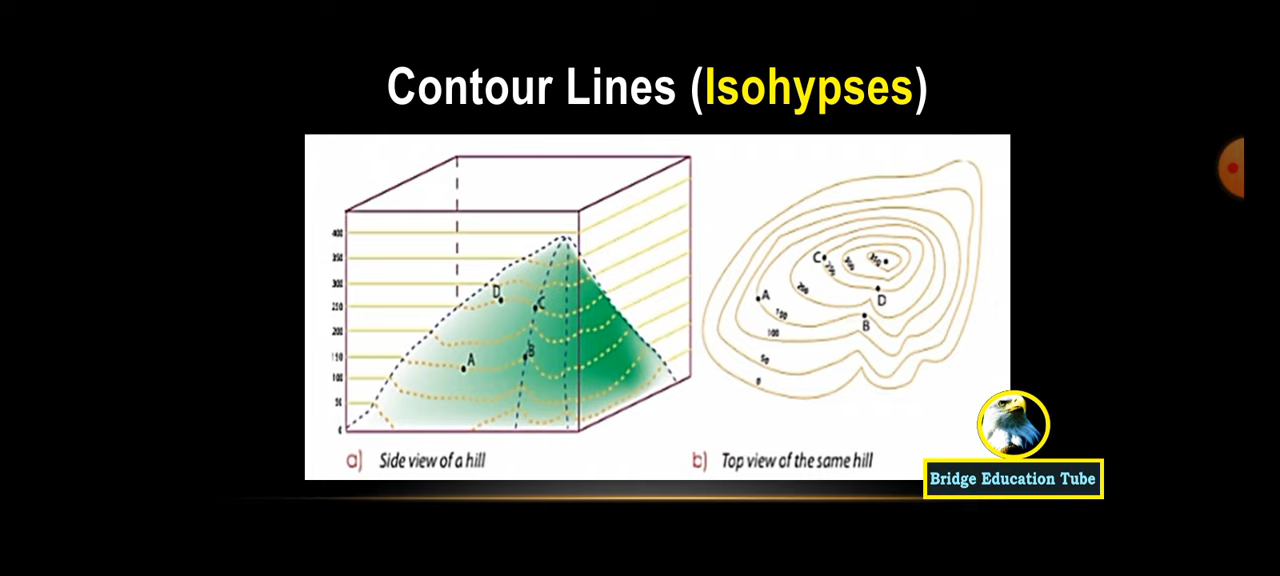 Contour Lines (Isohypses)
400
350
300
250
200
150
100
50
0
D
C
B
A
C
A
D
B
200
150
100
50
0
a) Side view of a hill
b) Top view of the same hill
Bridge Education Tube